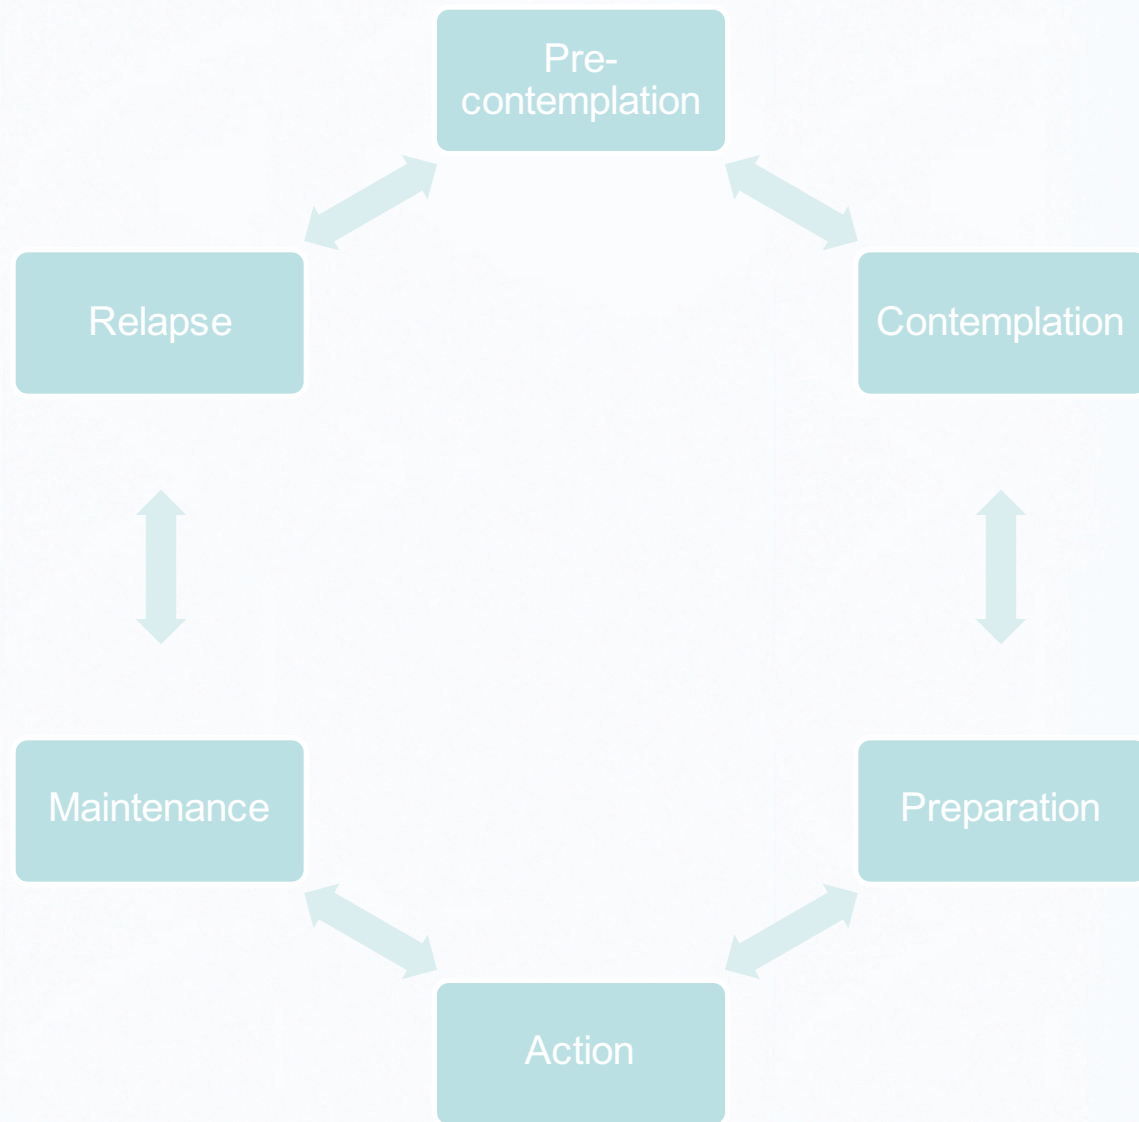 Pre-
contemplation
Relapse
Contemplation
Maintenance
Preparation
Action